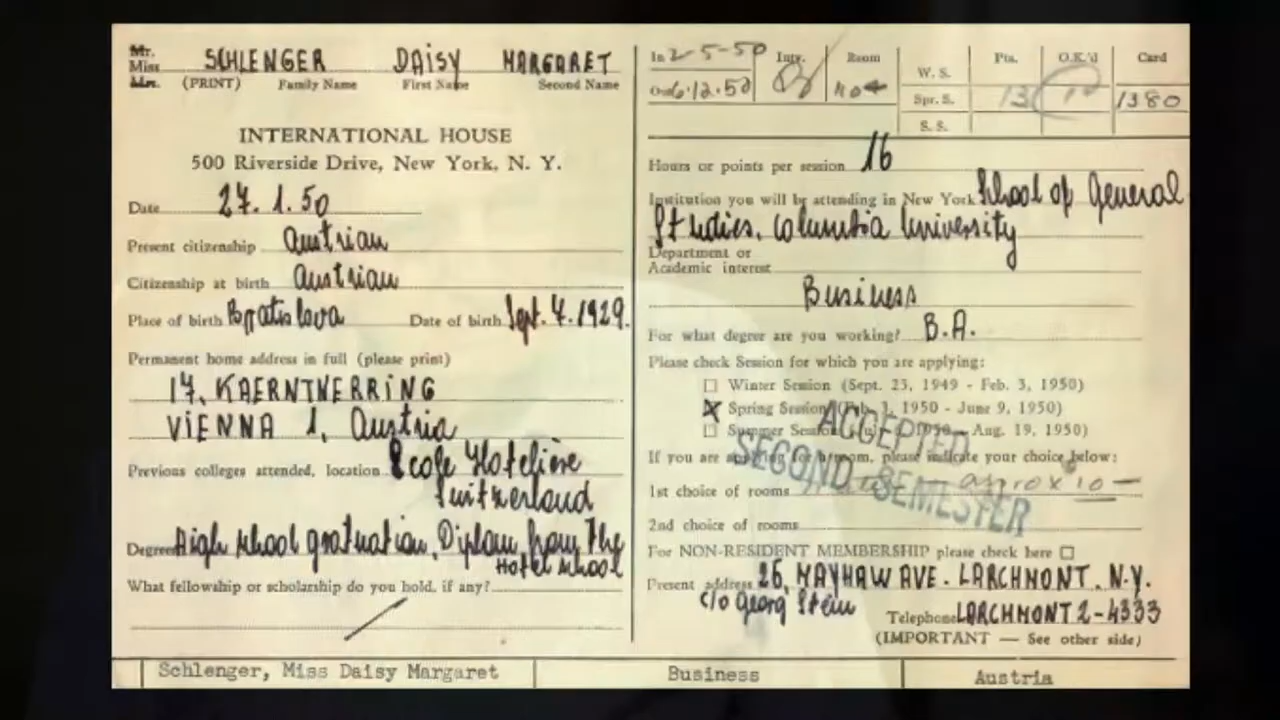 Mr.
Miss SCHLENGER DAISY MARGARET
Mrs. (PRINT) Family Name First Name Second Name
INTERNATIONAL HOUSE
500 Riverside Drive, New York, N. Y.
Date 27. 1. 50
Present citizenship Austrian
Citizenship at birth Austrian
Place of birth Bratislava Date of birth Sept. 4. 1929.
Permanent home address in full (please print)
17, KAERNTNERRING
VIENNA 1, Austria
Previous colleges attended, location Ecole Hotelière
Switzerland
Degree High school graduation, Diplom from the
Hotel school
What fellowship or scholarship do you hold, if any?
In 2-5-50 Inty. Room Pts. O.K.'d Card
Out 6.12.50 404 W. S.
Spr. S. 13 1380
S. S.
Hours or points per session 16
Institution you will be attending in New York School of General
Studies, Columbia University
Department or
Academic interest
Business
For what degree are you working? B.A.
Please check Session for which you are applying:
Winter Session (Sept. 23, 1949 - Feb. 3, 1950)
X Spring Session (Feb. 3, 1950 - June 9, 1950)
Summer Session 1950 - Aug. 19, 1950)
ACCEPTED
SECOND SEMESTER
If you are applying for a room, please indicate your choice below:
1st choice of rooms approx 10 —
2nd choice of rooms
For NON-RESIDENT MEMBERSHIP please check here
Present address 26, MAYHAW AVE. LARCHMONT. N.Y.
c/o Georg Stein Telephone LARCHMONT 2-4333
(IMPORTANT — See other side)
Schlenger, Miss Daisy Margaret Business Austria